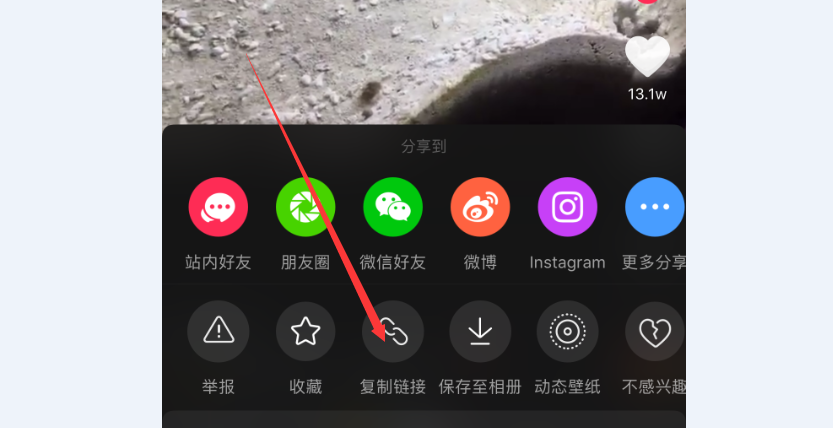 13.1w
分享到
站内好友 朋友圈 微信好友 微博 Instagram 更多分享
举报 收藏 复制链接 保存至相册 动态壁纸 不感兴趣